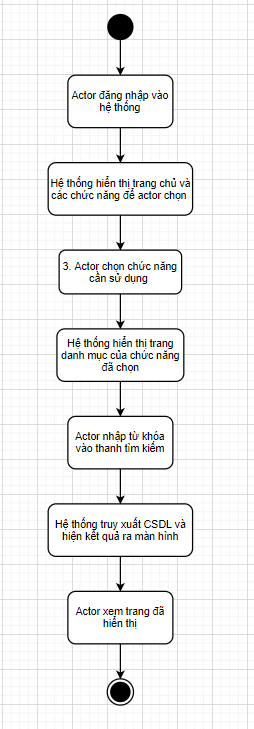 Actor đăng nhập vào
hệ thống
Hệ thống hiển thị trang chủ và
các chức năng để actor chọn
3. Actor chọn chức năng
cần sử dụng
Hệ thống hiển thị trang
danh mục của chức năng
đã chọn
Actor nhập từ khóa
vào thanh tìm kiếm
Hệ thống truy xuất CSDL và
hiện kết quả ra màn hình
Actor xem trang đã
hiển thị